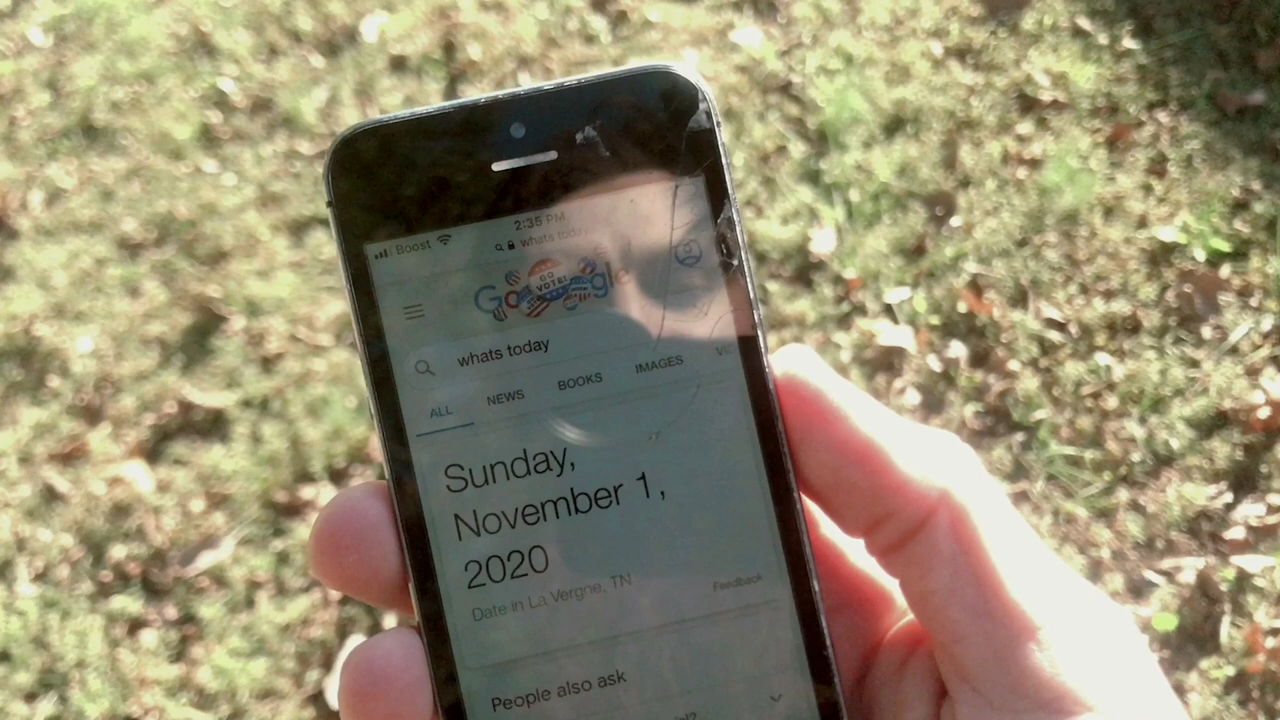 2:35 PM
Boost
whats today
GO
VOTE!
Google
whats today
ALL NEWS BOOKS IMAGES
Sunday,
November 1,
2020
Date in La Vergne, TN
Feedback
People also ask